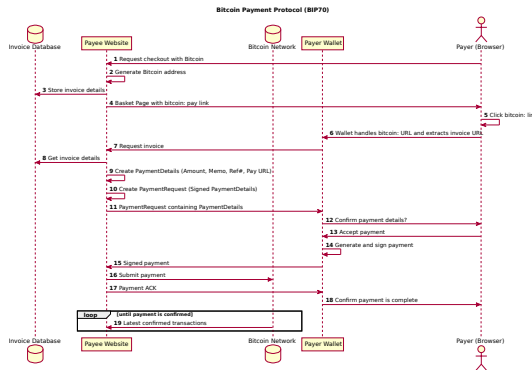 Bitcoin Payment Protocol (BIP70)
Invoice Database
Payee Website
Bitcoin Network
Payer Wallet
Payer (Browser)
1 Request checkout with Bitcoin
2 Generate Bitcoin address
3 Store invoice details
4 Basket Page with bitcoin: pay link
5 Click bitcoin: li
6 Wallet handles bitcoin: URL and extracts invoice URL
7 Request invoice
8 Get invoice details
9 Create PaymentDetails (Amount, Memo, Ref#, Pay URL)
10 Create PaymentRequest (Signed PaymentDetails)
11 PaymentRequest containing PaymentDetails
12 Confirm payment details?
13 Accept payment
14 Generate and sign payment
15 Signed payment
16 Submit payment
17 Payment ACK
18 Confirm payment is complete
loop (until payment is confirmed)
19 Latest confirmed transactions
Invoice Database
Payee Website
Bitcoin Network
Payer Wallet
Payer (Browser)